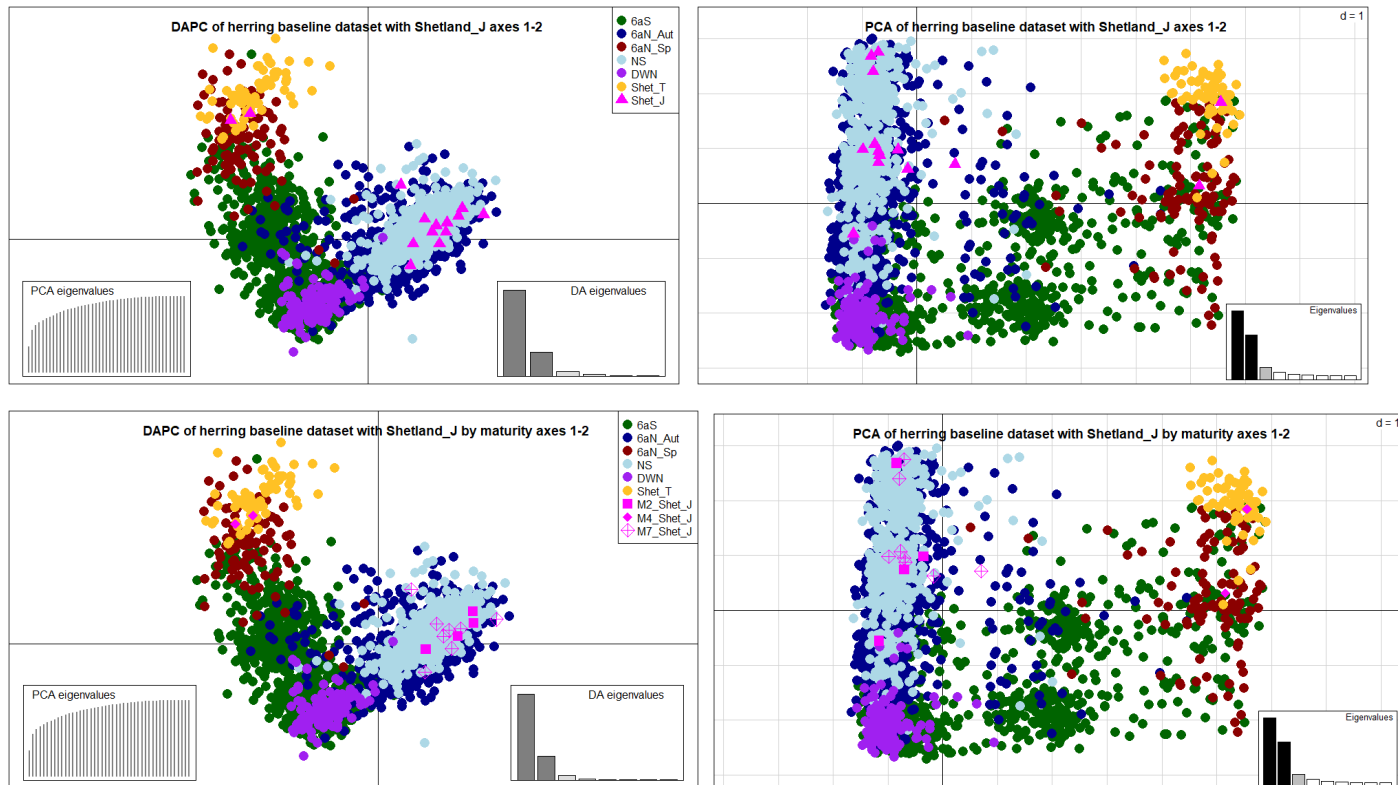 DAPC of herring baseline dataset with Shetland_J axes 1-2
6aS
6aN_Aut
6aN_Sp
NS
DWN
Shet_T
Shet_J
PCA eigenvalues
DA eigenvalues
d = 1
PCA of herring baseline dataset with Shetland_J axes 1-2
Eigenvalues
DAPC of herring baseline dataset with Shetland_J by maturity axes 1-2
6aS
6aN_Aut
6aN_Sp
NS
DWN
Shet_T
M2_Shet_J
M4_Shet_J
M7_Shet_J
PCA eigenvalues
DA eigenvalues
d = 1
PCA of herring baseline dataset with Shetland_J by maturity axes 1-2
Eigenvalues